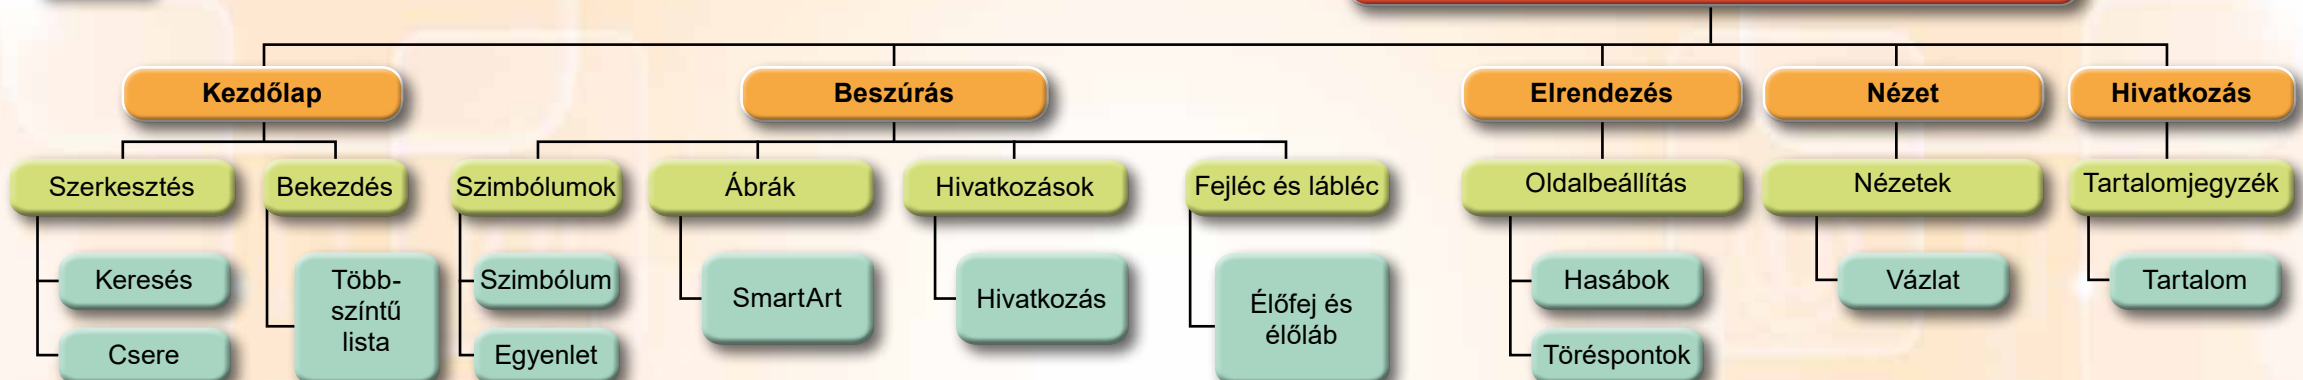 Kezdőlap
Beszúrás
Elrendezés
Nézet
Hivatkozás
Szerkesztés
Bekezdés
Szimbólumok
Ábrák
Hivatkozások
Fejléc és lábléc
Oldalbeállítás
Nézetek
Tartalomjegyzék
Keresés
Csere
Több-
színtű
lista
Szimbólum
Egyenlet
SmartArt
Hivatkozás
Élőfej és
élőláb
Hasábok
Töréspontok
Vázlat
Tartalom